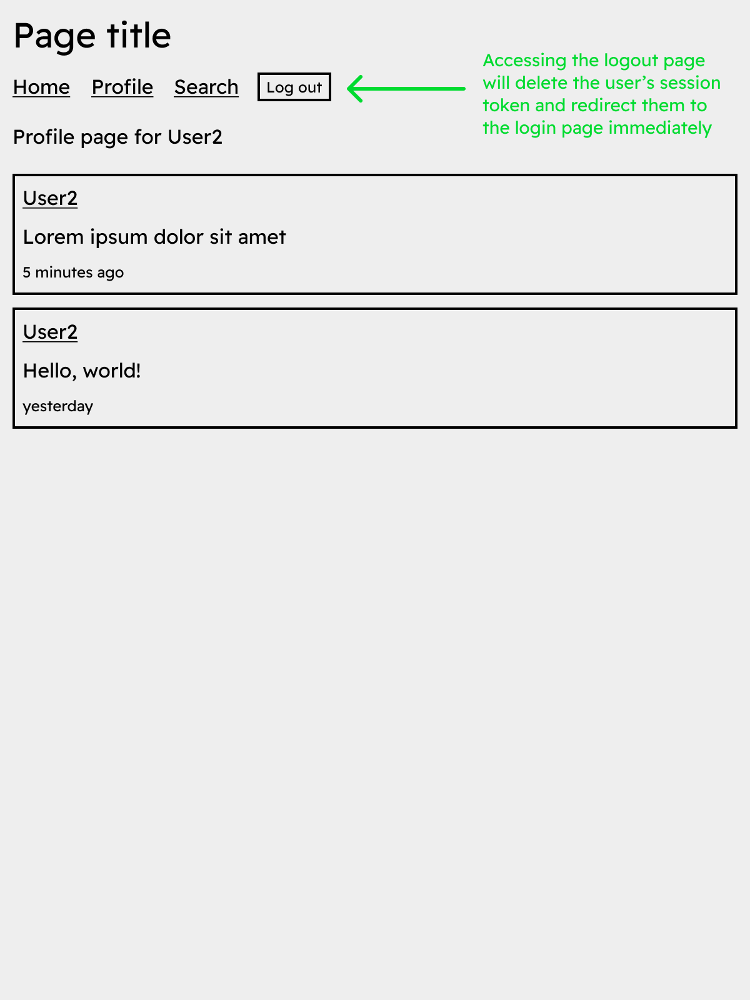 Page title
Home Profile Search Log out
Accessing the logout page
will delete the user’s session
token and redirect them to
the login page immediately
Profile page for User2
User2
Lorem ipsum dolor sit amet
5 minutes ago
User2
Hello, world!
yesterday